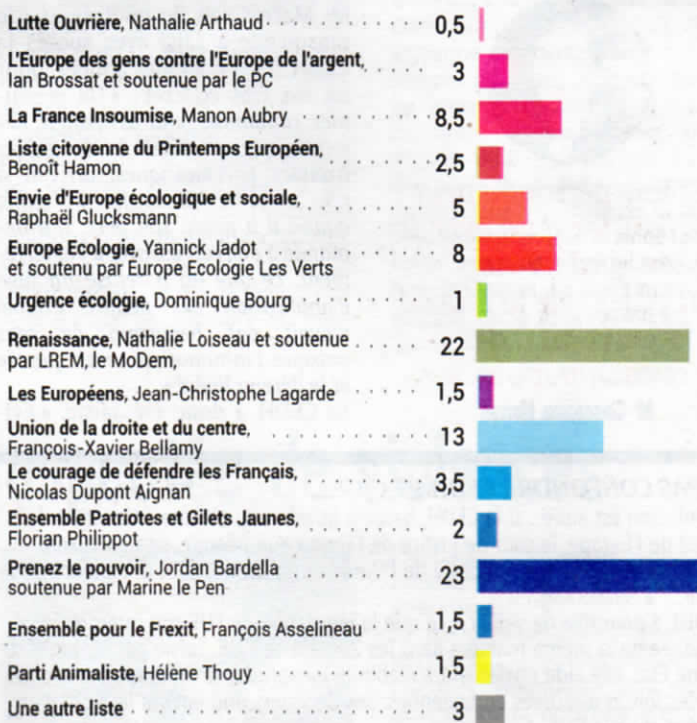 Lutte Ouvrière, Nathalie Arthaud 0,5
L'Europe des gens contre l'Europe de l'argent,
Ian Brossat et soutenue par le PC 3
La France Insoumise, Manon Aubry 8,5
Liste citoyenne du Printemps Européen,
Benoît Hamon 2,5
Envie d'Europe écologique et sociale,
Raphaël Glucksmann 5
Europe Ecologie, Yannick Jadot
et soutenu par Europe Ecologie Les Verts 8
Urgence écologie, Dominique Bourg 1
Renaissance, Nathalie Loiseau et soutenue
par LREM, le MoDem, 22
Les Européens, Jean-Christophe Lagarde 1,5
Union de la droite et du centre,
François-Xavier Bellamy 13
Le courage de défendre les Français,
Nicolas Dupont Aignan 3,5
Ensemble Patriotes et Gilets Jaunes,
Florian Philippot 2
Prenez le pouvoir, Jordan Bardella
soutenue par Marine le Pen 23
Ensemble pour le Frexit, François Asselineau 1,5
Parti Animaliste, Hélène Thouy 1,5
Une autre liste 3